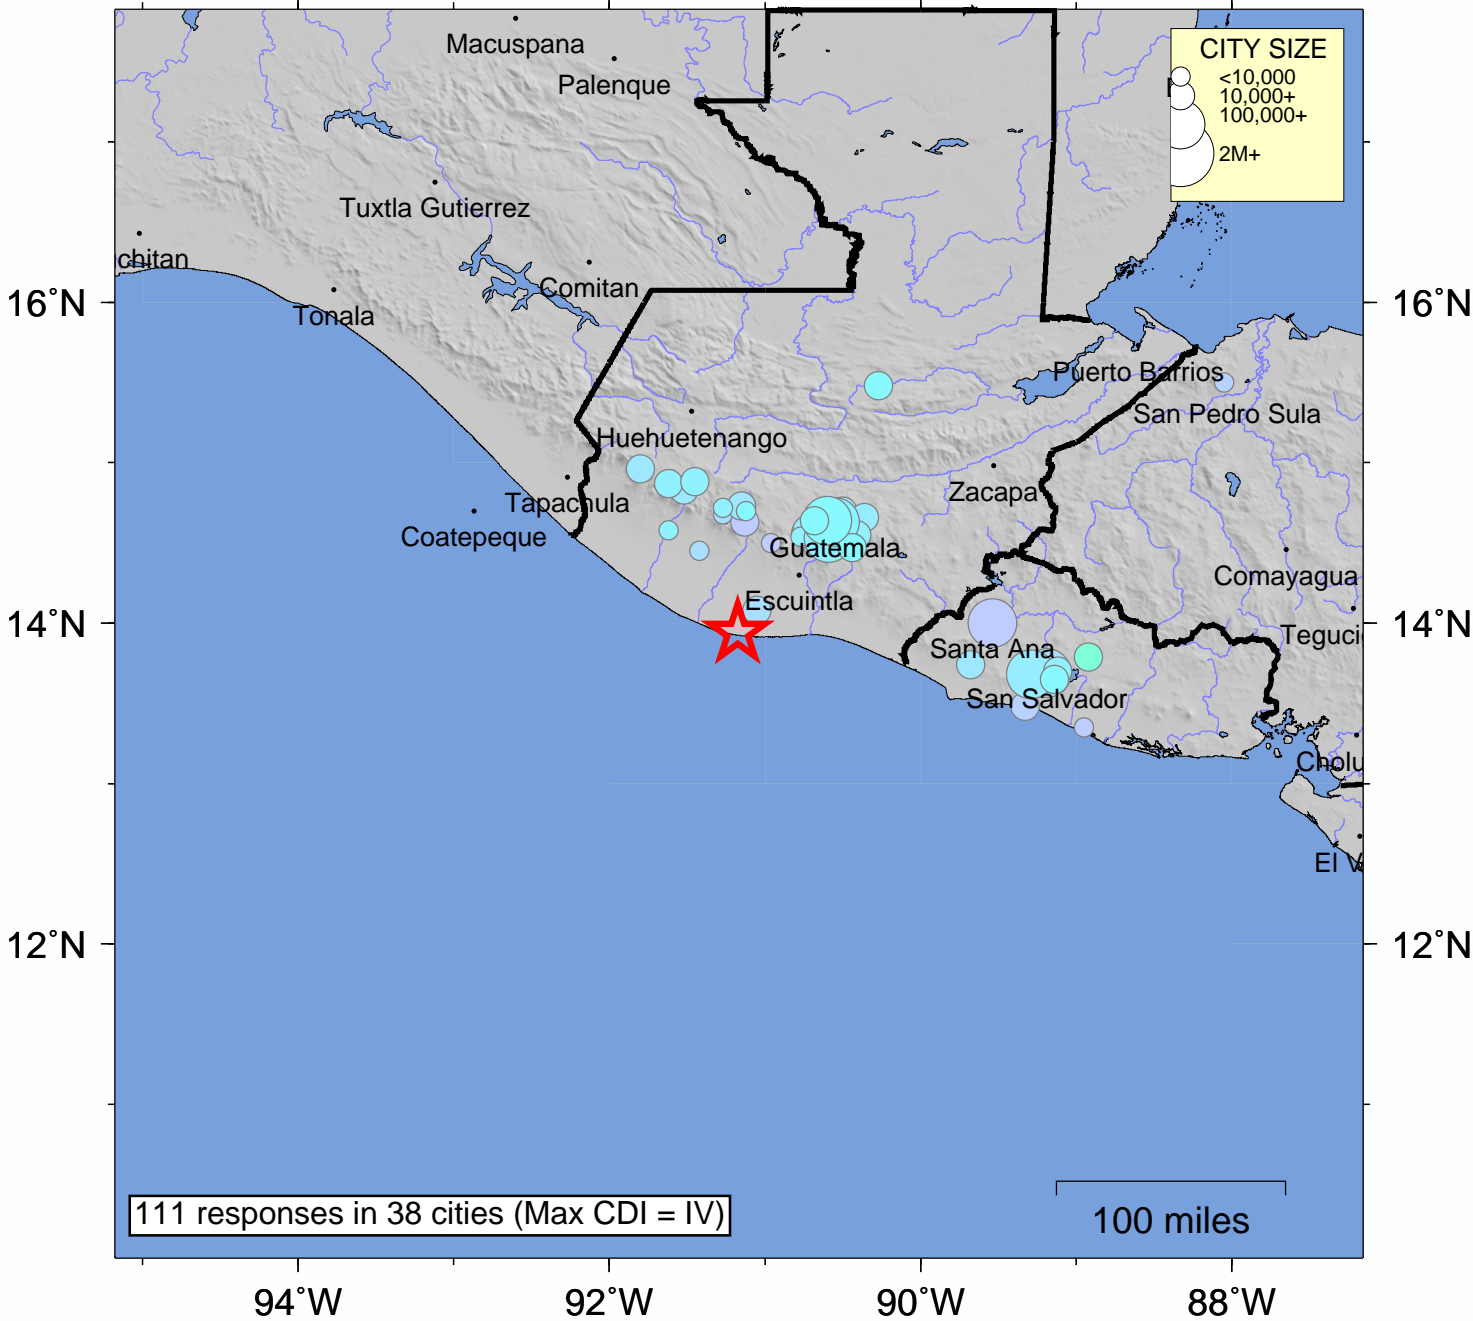 Macuspana
Palenque
CITY SIZE
<10,000
10,000+
100,000+
2M+
Tuxtla Gutierrez
chitan
Comitan
16°N
16°N
Tonala
Puerto Barrios
San Pedro Sula
Huehuetenango
Zacapa
Tapachula
Coatepeque
Guatemala
Comayagua
Escuintla
14°N
14°N
Teguci
Santa Ana
San Salvador
Cholu
El V
12°N
12°N
111 responses in 38 cities (Max CDI = IV)
100 miles
94°W
92°W
90°W
88°W